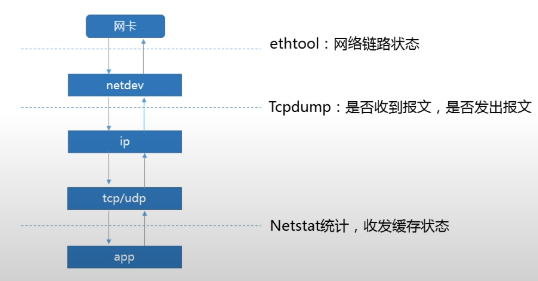 网卡
ethtool：网络链路状态
netdev
Tcpdump：是否收到报文，是否发出报文
ip
tcp/udp
Netstat统计，收发缓存状态
app